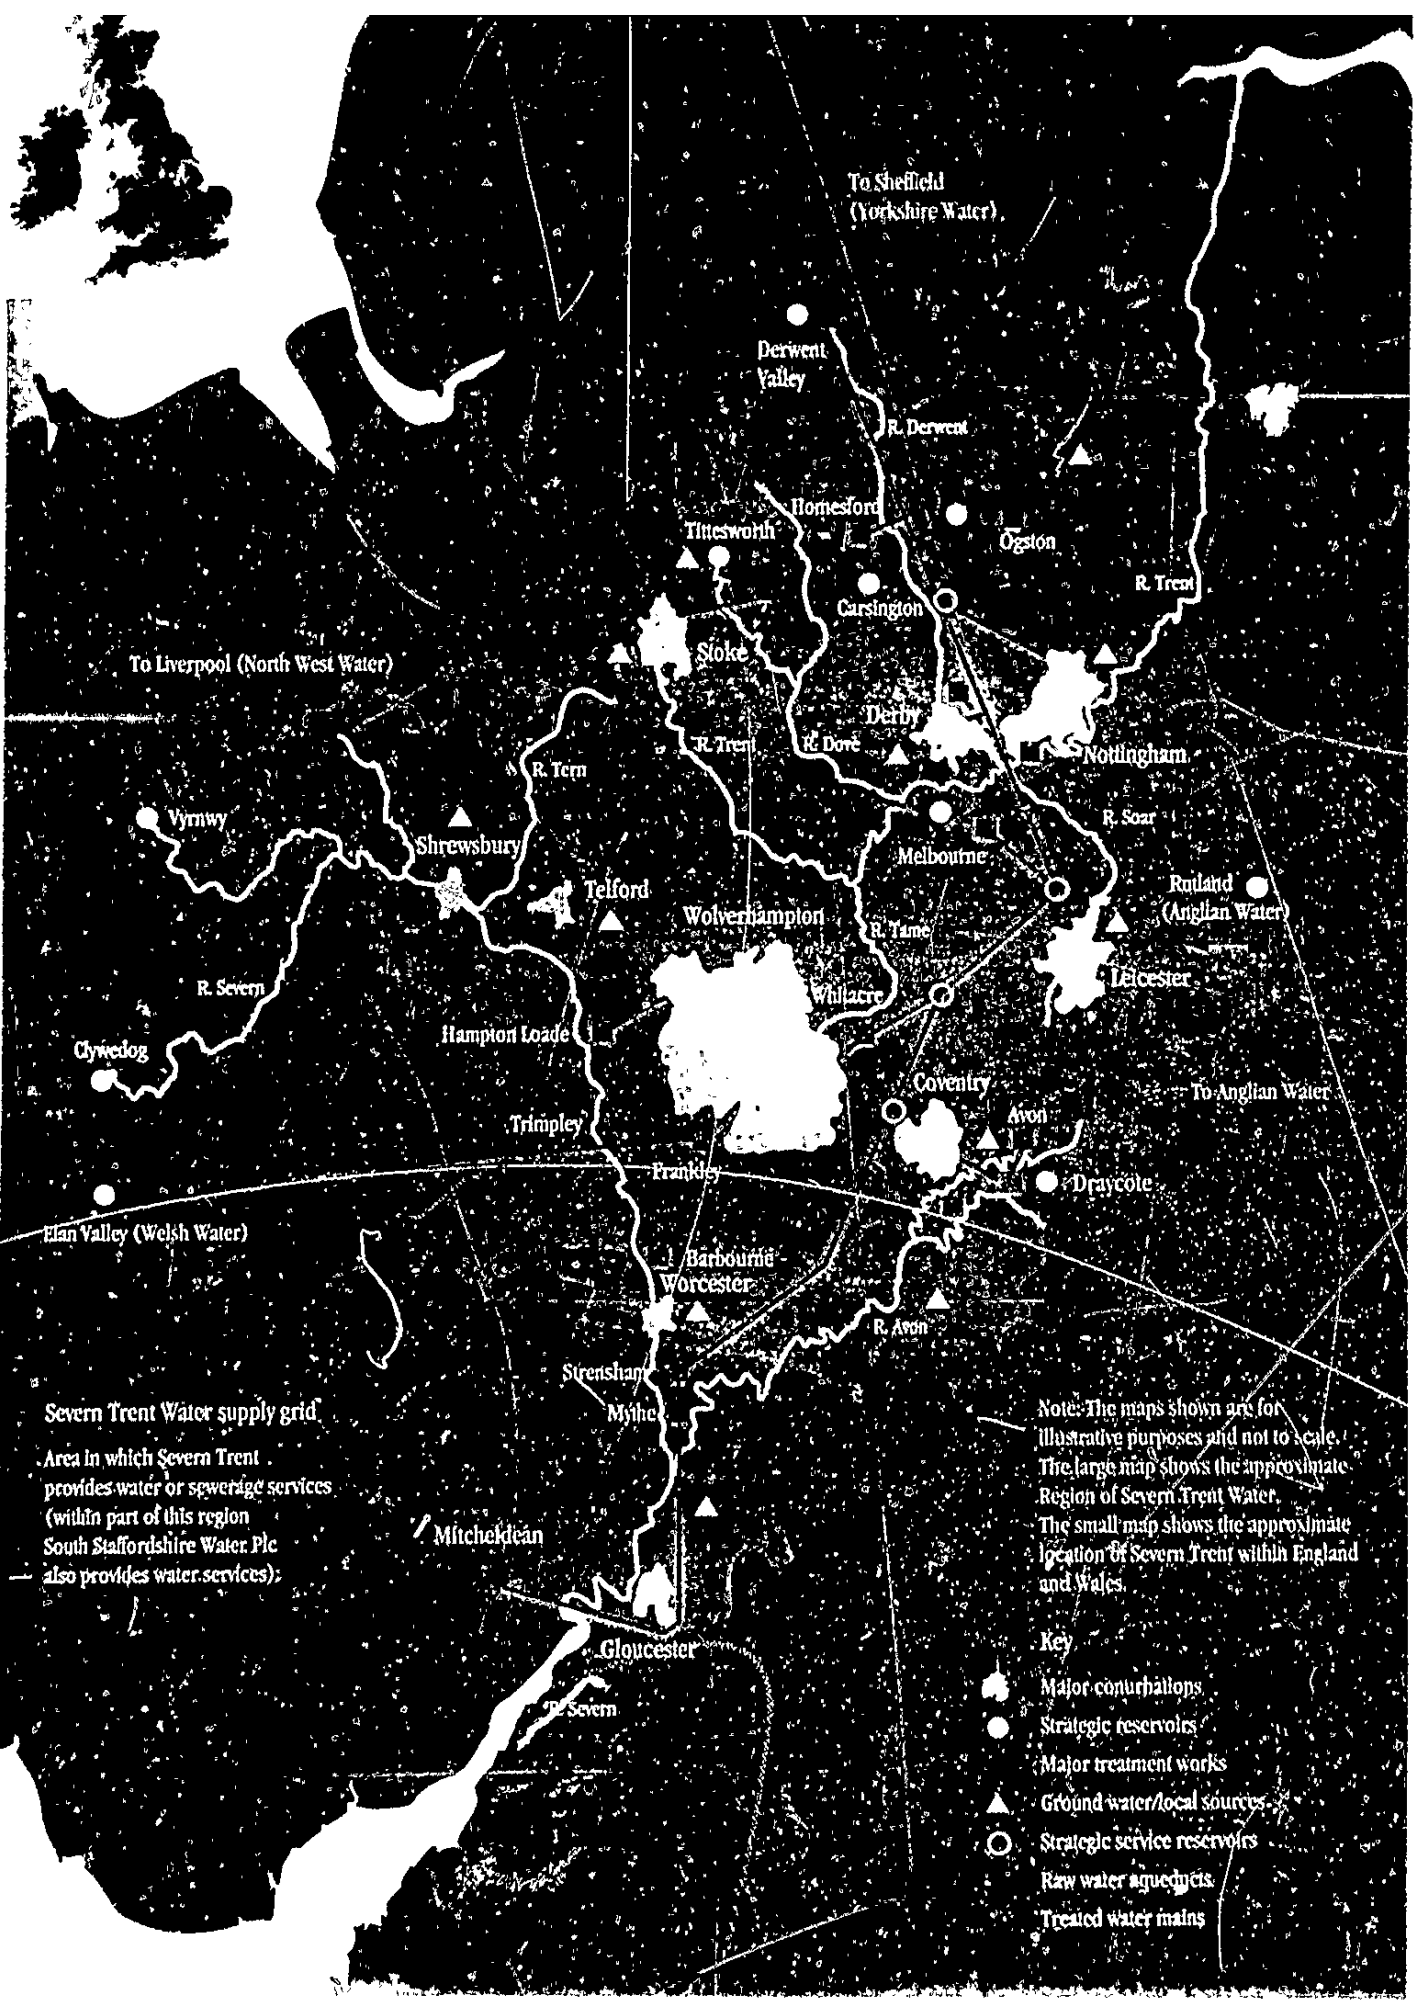 To Sheffield
(Yorkshire Water)
Derwent
Valley
R. Derwent
Homesford
Tittesworth
Ogston
R. Trent
Carsington
Stoke
To Liverpool (North West Water)
Derby
R. Trent
R. Dove
Nottingham
R. Tern
Vyrnwy
R. Soar
Shrewsbury
Melbourne
Telford
Rutland
(Anglian Water)
Wolverhampton
R. Tame
Leicester
R. Severn
Whitacre
Hampton Loade
Clywedog
Coventry
To Anglian Water
Avon
Trimpley
Frankley
Draycote
Elan Valley (Welsh Water)
Barbourne
Worcester
R. Avon
Strensham
Mythe
Severn Trent Water supply grid
Area in which Severn Trent
provides water or sewerage services
(within part of this region
South Staffordshire Water Plc
also provides water services).
Mitcheldean
Gloucester
R. Severn
Note: The maps shown are for
illustrative purposes and not to scale.
The large map shows the approximate
Region of Severn Trent Water.
The small map shows the approximate
location of Severn Trent within England
and Wales.
Key
Major conurbations
Strategic reservoirs
Major treatment works
Ground water/local sources
Strategic service reservoirs
Raw water aqueducts
Treated water mains